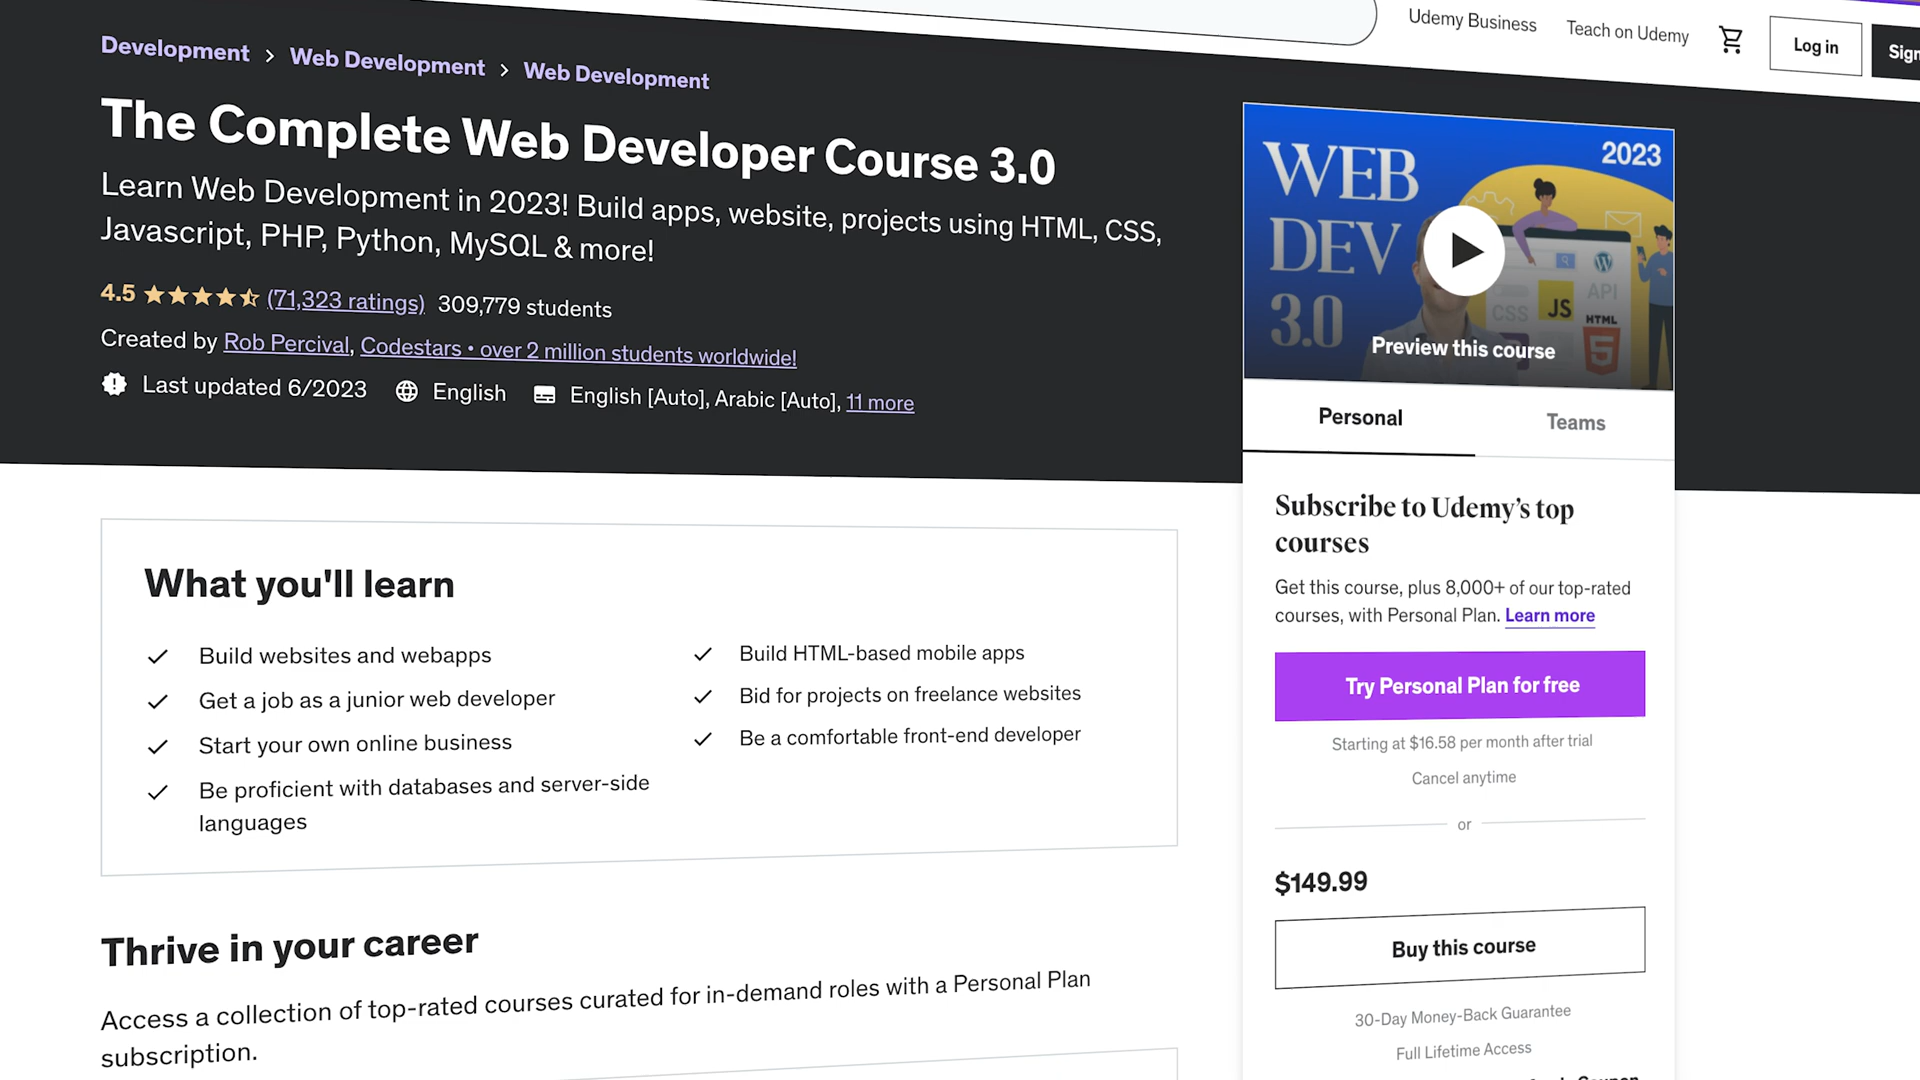 Udemy Business
Teach on Udemy
Log in
Development > Web Development > Web Development
The Complete Web Developer Course 3.0
Learn Web Development in 2023! Build apps, website, projects using HTML, CSS,
Javascript, PHP, Python, MySQL & more!
4.5 (71,323 ratings) 309,779 students
Created by Rob Percival, Codestars • over 2 million students worldwide!
Last updated 6/2023 English English [Auto], Arabic [Auto], 11 more
What you'll learn
Build websites and webapps
Get a job as a junior web developer
Start your own online business
Be proficient with databases and server-side
languages
Build HTML-based mobile apps
Bid for projects on freelance websites
Be a comfortable front-end developer
Thrive in your career
Access a collection of top-rated courses curated for in-demand roles with a Personal Plan
subscription.
WEB
DEV
3.0
2023
API
CSS
JS
HTML
5
Preview this course
Personal
Teams
Subscribe to Udemy's top
courses
Get this course, plus 8,000+ of our top-rated
courses, with Personal Plan. Learn more
Try Personal Plan for free
Starting at $16.58 per month after trial
Cancel anytime
or
$149.99
Buy this course
30-Day Money-Back Guarantee
Full Lifetime Access